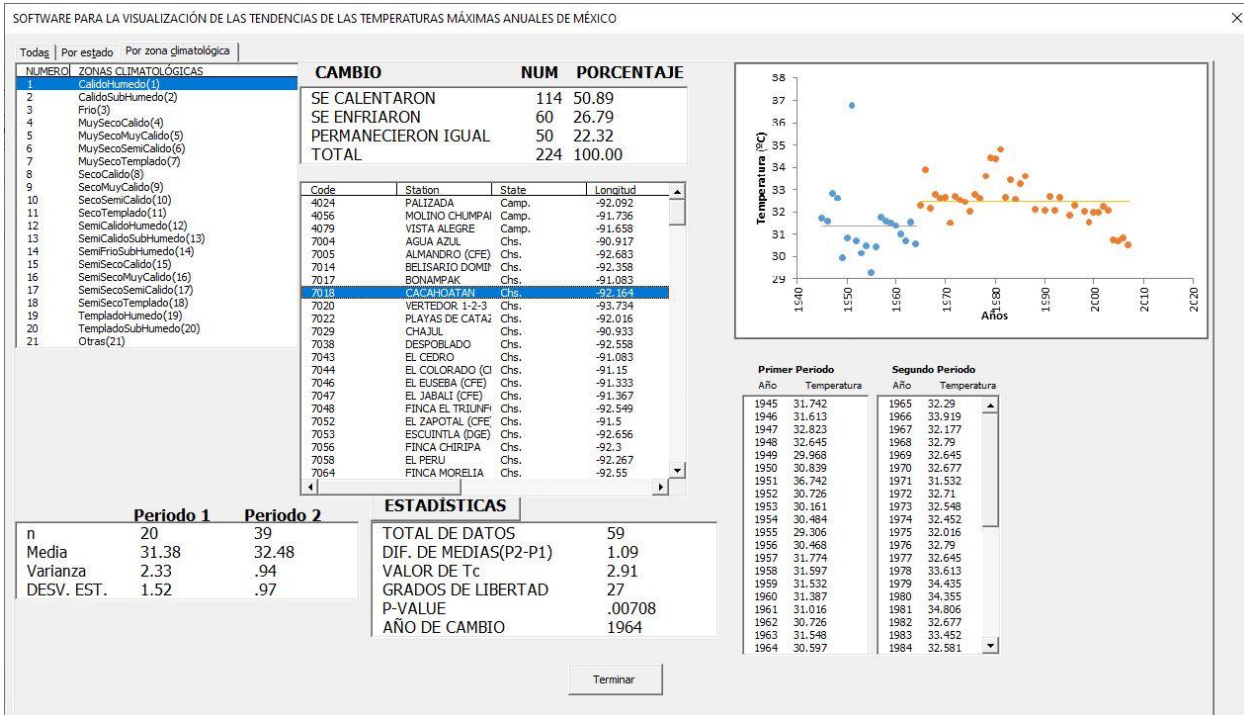 SOFTWARE PARA LA VISUALIZACIÓN DE LAS TENDENCIAS DE LAS TEMPERATURAS MÁXIMAS ANUALES DE MÉXICO
Todas Por estado Por zona climatológica
NUMERO ZONAS CLIMATOLÓGICAS
1 CalidoHumedo(1)
2 CalidoSubHumedo(2)
3 Frio(3)
4 MuySecoCalido(4)
5 MuySecoMuyCalido(5)
6 MuySecoSemiCalido(6)
7 MuySecoTemplado(7)
8 SecoCalido(8)
9 SecoMuyCalido(9)
10 SecoSemiCalido(10)
11 SecoTemplado(11)
12 SemiCalidoHumedo(12)
13 SemiCalidoSubHumedo(13)
14 SemiFrioSubHumedo(14)
15 SemiSecoCalido(15)
16 SemiSecoMuyCalido(16)
17 SemiSecoSemiCalido(17)
18 SemiSecoTemplado(18)
19 TempladoHumedo(19)
20 TempladoSubHumedo(20)
21 Otras(21)
CAMBIO NUM PORCENTAJE
SE CALENTARON 114 50.89
SE ENFRIARON 60 26.79
PERMANECIERON IGUAL 50 22.32
TOTAL 224 100.00
Code Station State Longitud
4024 PALIZADA Camp. -92.092
4056 MOLINO CHUMPAI Camp. -91.736
4079 VISTA ALEGRE Camp. -91.658
7004 AGUA AZUL Chs. -90.917
7005 ALMANDRO (CFE) Chs. -92.683
7014 BELISARIO DOMIN Chs. -92.358
7017 BONAMPAK Chs. -91.083
7018 CACAHOATAN Chs. -92.164
7020 VERTEDOR 1-2-3 Chs. -93.734
7022 PLAYAS DE CATAZ Chs. -92.016
7029 CHAJUL Chs. -90.933
7038 DESPOBLADO Chs. -92.558
7043 EL CEDRO Chs. -91.083
7044 EL COLORADO (CI Chs. -91.15
7046 EL EUSEBA (CFE) Chs. -91.333
7047 EL JABALI (CFE) Chs. -91.367
7048 FINCA EL TRIUNF Chs. -92.549
7052 EL ZAPOTAL (CFE Chs. -91.5
7053 ESCUINTLA (DGE) Chs. -92.656
7056 FINCA CHIRIPA Chs. -92.3
7058 EL PERU Chs. -92.267
7064 FINCA MORELIA Chs. -92.55
Temperatura (ºC)
38
37
36
35
34
33
32
31
30
29
1940 1950 1960 1970 1980 1990 2000 2010 2020
Años
Primer Periodo Segundo Periodo
Año Temperatura Año Temperatura
1945 31.742 1965 32.29
1946 31.613 1966 33.919
1947 32.823 1967 32.177
1948 32.645 1968 32.79
1949 29.968 1969 32.645
1950 30.839 1970 32.677
1951 36.742 1971 31.532
1952 30.726 1972 32.71
1953 30.161 1973 32.548
1954 30.484 1974 32.452
1955 29.306 1975 32.016
1956 30.468 1976 32.79
1957 31.774 1977 32.645
1958 31.597 1978 33.613
1959 31.532 1979 34.435
1960 31.387 1980 34.355
1961 31.016 1981 34.806
1962 30.726 1982 32.677
1963 31.548 1983 33.452
1964 30.597 1984 32.581
Periodo 1 Periodo 2
n 20 39
Media 31.38 32.48
Varianza 2.33 .94
DESV. EST. 1.52 .97
ESTADÍSTICAS
TOTAL DE DATOS 59
DIF. DE MEDIAS(P2-P1) 1.09
VALOR DE Tc 2.91
GRADOS DE LIBERTAD 27
P-VALUE .00708
AÑO DE CAMBIO 1964
Terminar